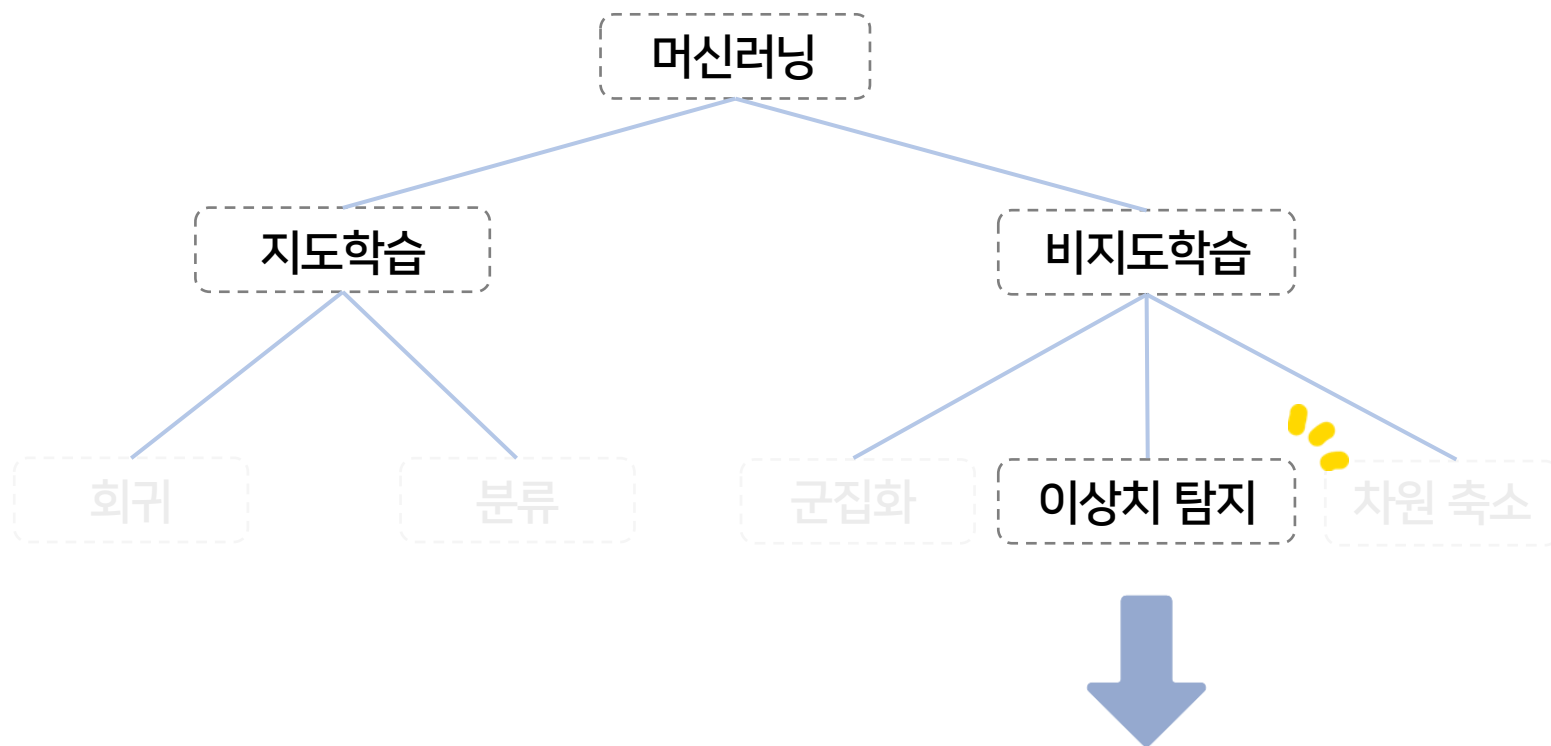 머신러닝
지도학습
비지도학습
회귀
분류
군집화
이상치 탐지
차원 축소